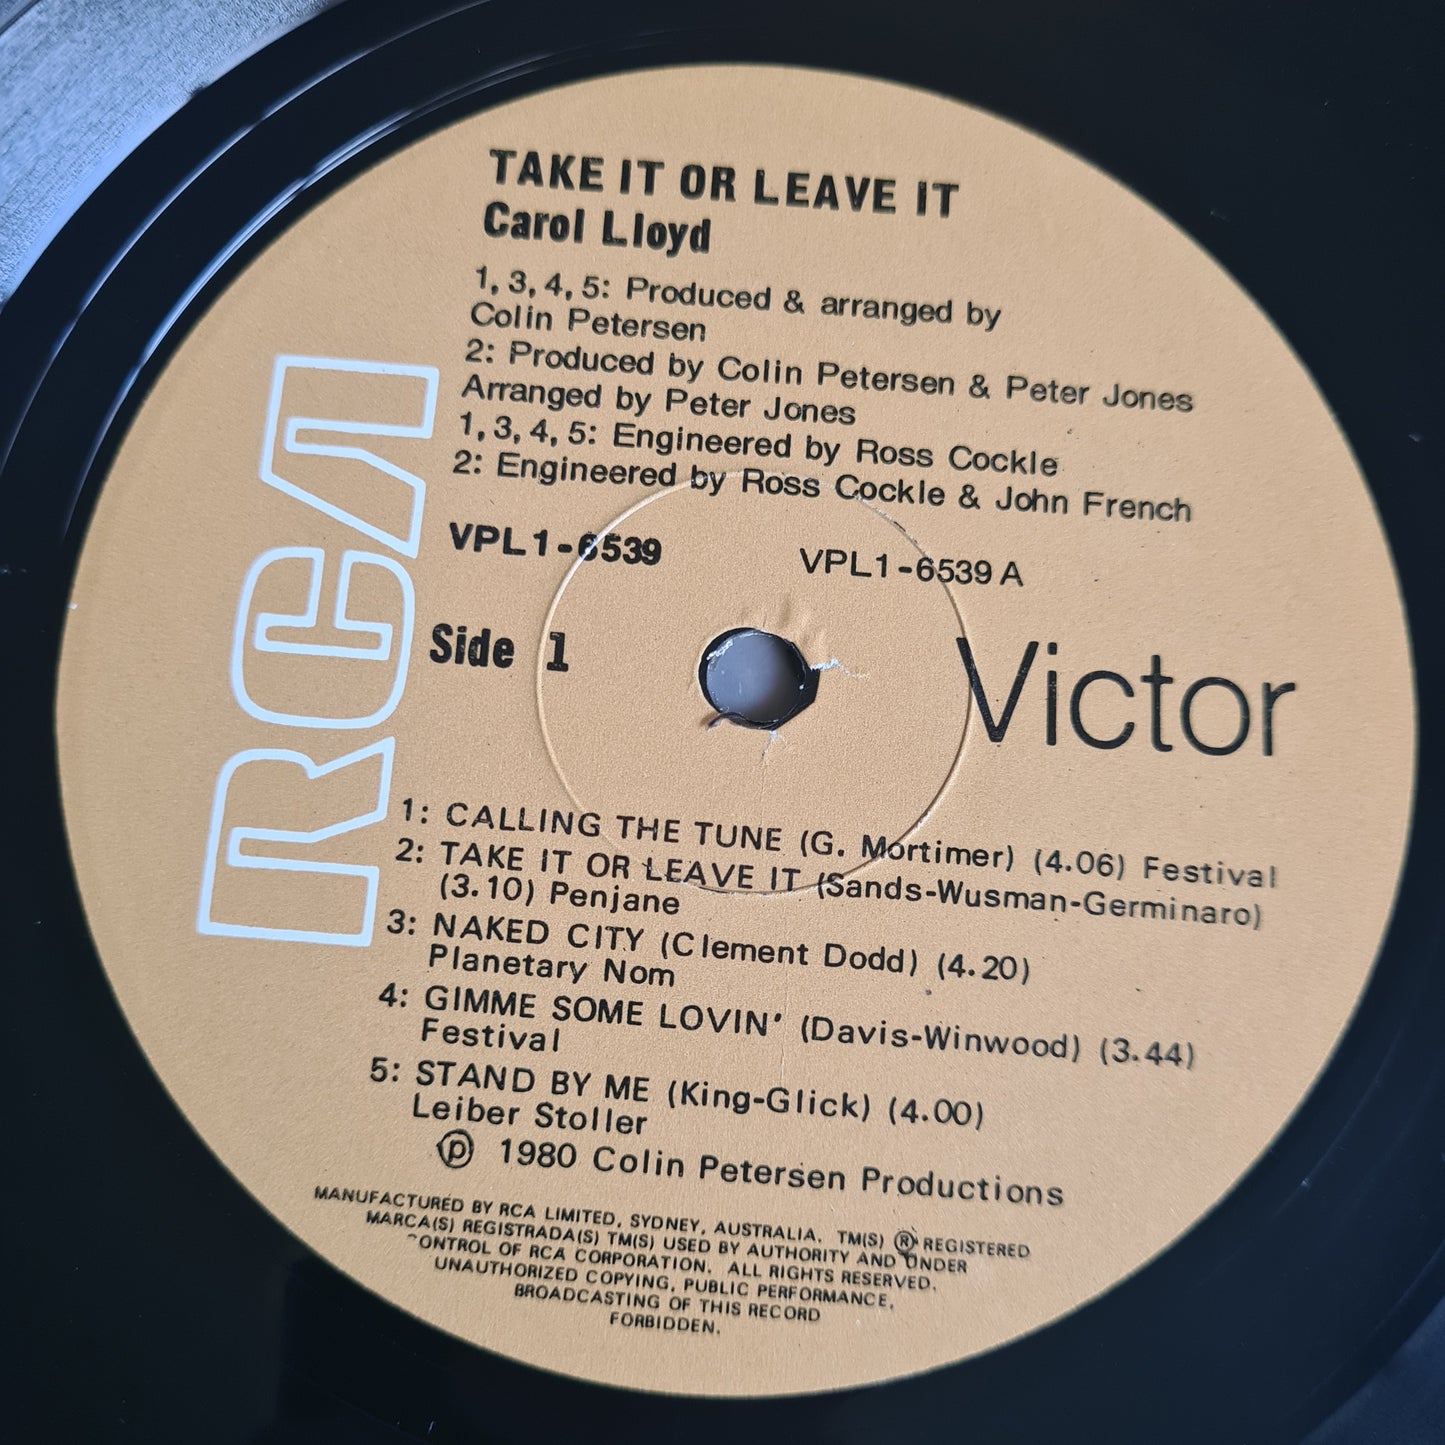 TAKE IT OR LEAVE IT
Carol Lloyd
1, 3, 4, 5: Produced & arranged by
Colin Petersen
2: Produced by Colin Petersen & Peter Jones
Arranged by Peter Jones
1, 3, 4, 5: Engineered by Ross Cockle
2: Engineered by Ross Cockle & John French
VPL1-6539 VPL1-6539 A
RCA
Side 1
Victor
1: CALLING THE TUNE (G. Mortimer) (4.06) Festival
2: TAKE IT OR LEAVE IT (Sands-Wusman-Germinaro)
(3.10) Penjane
3: NAKED CITY (Clement Dodd) (4.20)
Planetary Nom
4: GIMME SOME LOVIN' (Davis-Winwood) (3.44)
Festival
5: STAND BY ME (King-Glick) (4.00)
Leiber Stoller
℗ 1980 Colin Petersen Productions
MANUFACTURED BY RCA LIMITED, SYDNEY, AUSTRALIA. TM(S) ® REGISTERED
MARCA(S) REGISTRADA(S) TM(S) USED BY AUTHORITY AND UNDER
CONTROL OF RCA CORPORATION. ALL RIGHTS RESERVED.
UNAUTHORIZED COPYING, PUBLIC PERFORMANCE,
BROADCASTING OF THIS RECORD
FORBIDDEN.